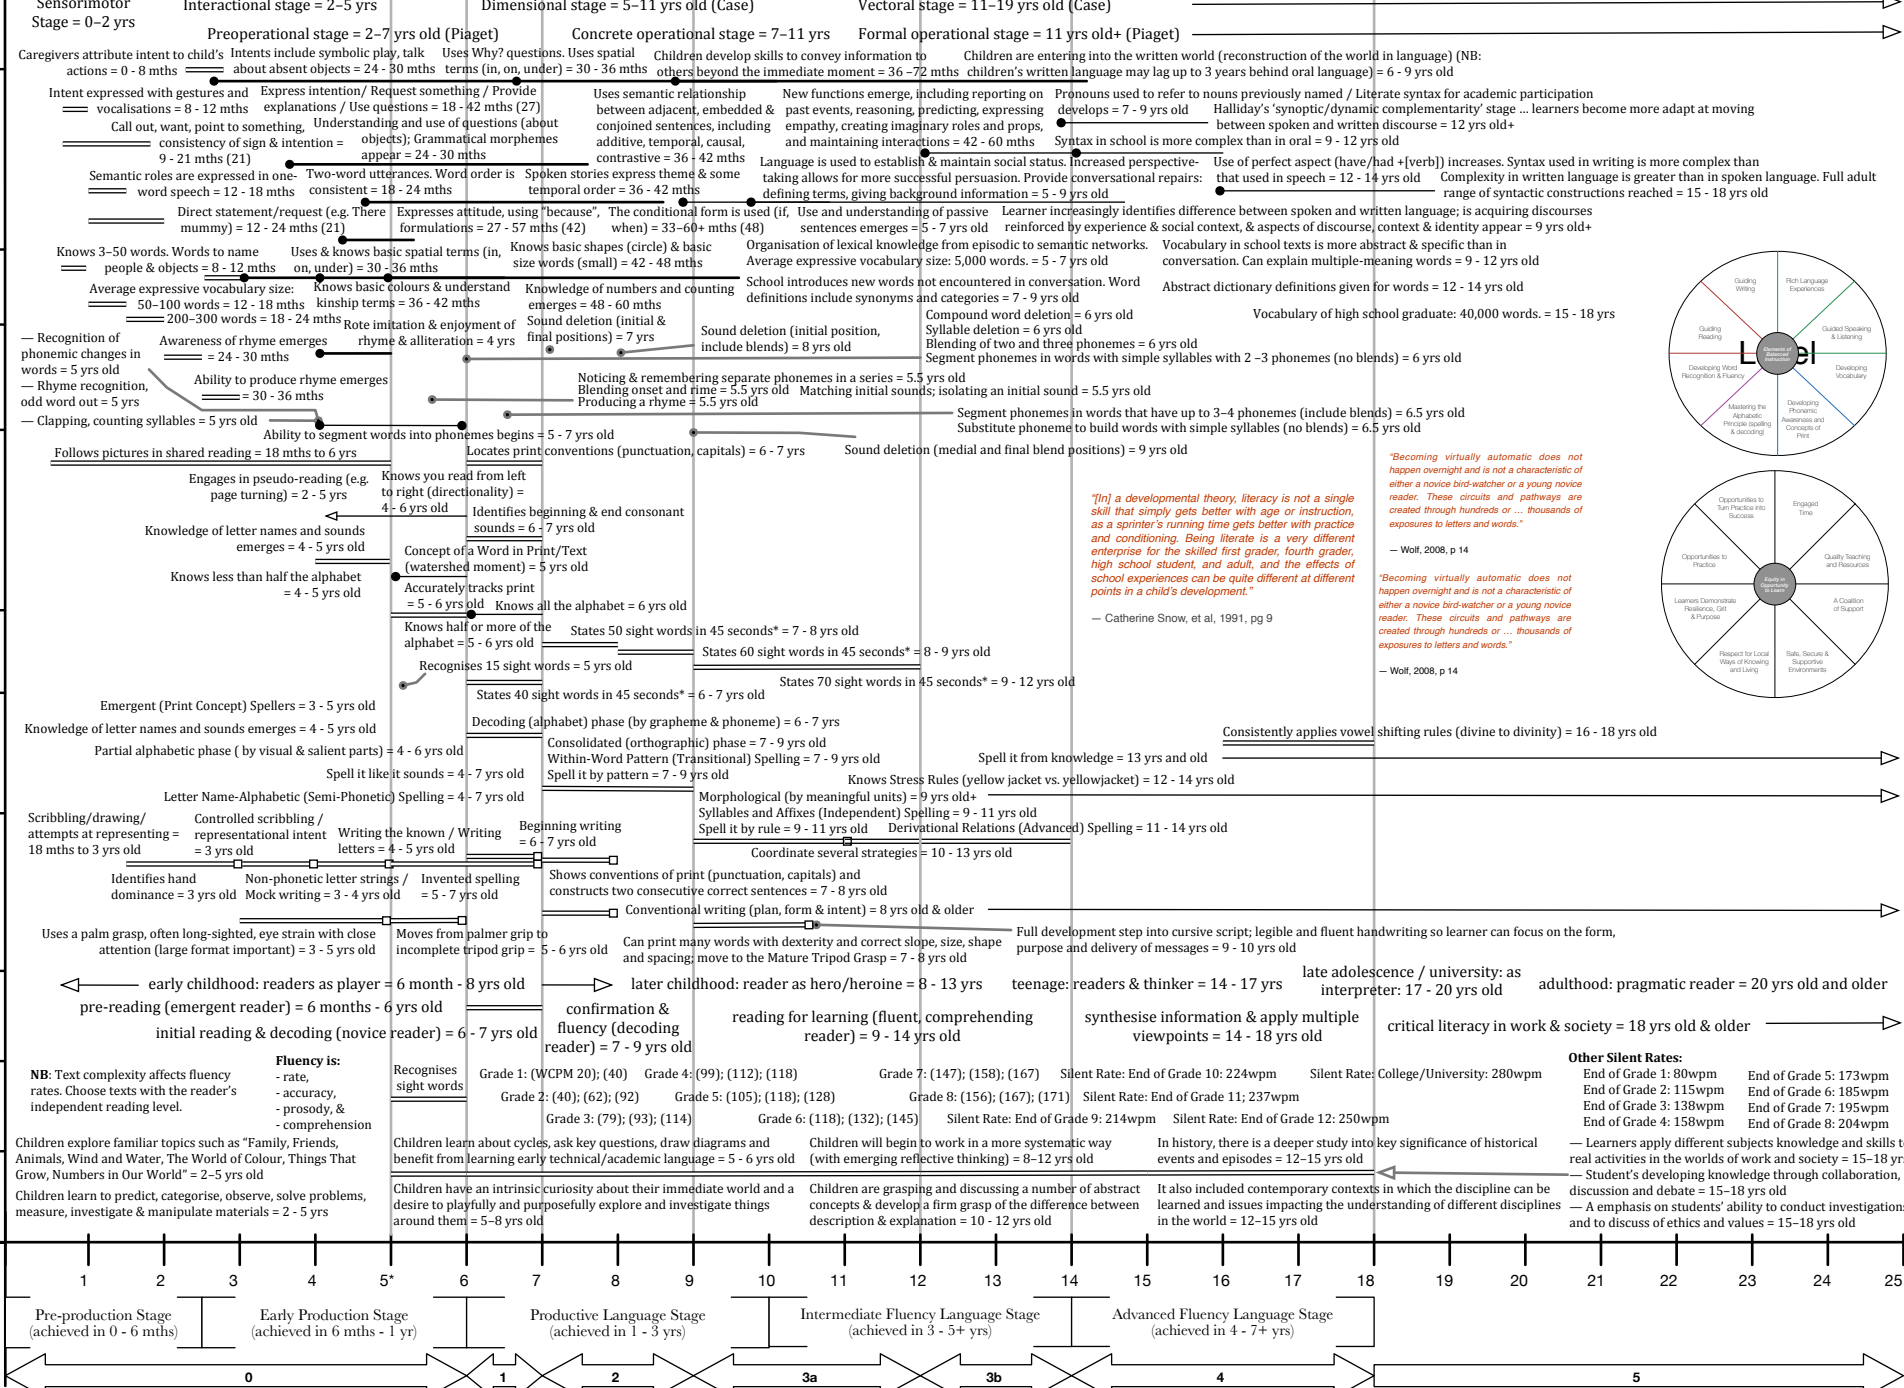 Sensorimotor
Stage = 0–2 yrs
Interactional stage = 2–5 yrs
Dimensional stage = 5–11 yrs old (Case)
Vectoral stage = 11–19 yrs old (Case)
Preoperational stage = 2–7 yrs old (Piaget)
Concrete operational stage = 7–11 yrs
Formal operational stage = 11 yrs old+ (Piaget)
Caregivers attribute intent to child's
actions = 0 - 8 mths
Intents include symbolic play, talk
about absent objects = 24 - 30 mths
Uses Why? questions. Uses spatial
terms (in, on, under) = 30 - 36 mths
Children develop skills to convey information to
others beyond the immediate moment = 36 –72 mths
Children are entering into the written world (reconstruction of the world in language) (NB:
children's written language may lag up to 3 years behind oral language) = 6 - 9 yrs old
Intent expressed with gestures and
vocalisations = 8 - 12 mths
Express intention/ Request something / Provide
explanations / Use questions = 18 - 42 mths (27)
Uses semantic relationship
between adjacent, embedded &
conjoined sentences, including
additive, temporal, causal,
contrastive = 36 - 42 mths
New functions emerge, including reporting on
past events, reasoning, predicting, expressing
empathy, creating imaginary roles and props,
and maintaining interactions = 42 - 60 mths
Pronouns used to refer to nouns previously named / Literate syntax for academic participation
develops = 7 - 9 yrs old
Halliday's 'synoptic/dynamic complementarity' stage ... learners become more adapt at moving
between spoken and written discourse = 12 yrs old+
Call out, want, point to something,
consistency of sign & intention =
9 - 21 mths (21)
Understanding and use of questions (about
objects); Grammatical morphemes
appear = 24 - 30 mths
Syntax in school is more complex than in oral = 9 - 12 yrs old
Language is used to establish & maintain social status. Increased perspective-
taking allows for more successful persuasion. Provide conversational repairs:
defining terms, giving background information = 5 - 9 yrs old
Use of perfect aspect (have/had +[verb]) increases. Syntax used in writing is more complex than
that used in speech = 12 - 14 yrs old
Complexity in written language is greater than in spoken language. Full adult
range of syntactic constructions reached = 15 - 18 yrs old
Semantic roles are expressed in one-
word speech = 12 - 18 mths
Two-word utterances. Word order is
consistent = 18 - 24 mths
Spoken stories express theme & some
temporal order = 36 - 42 mths
Direct statement/request (e.g. There
mummy) = 12 - 24 mths (21)
Expresses attitude, using "because",
formulations = 27 - 57 mths (42)
The conditional form is used (if,
when) = 33–60+ mths (48)
Use and understanding of passive
sentences emerges = 5 - 7 yrs old
Learner increasingly identifies difference between spoken and written language; is acquiring discourses
reinforced by experience & social context, & aspects of discourse, context & identity appear = 9 yrs old+
Knows 3–50 words. Words to name
people & objects = 8 - 12 mths
Uses & knows basic spatial terms (in,
on, under) = 30 - 36 mths
Knows basic shapes (circle) & basic
size words (small) = 42 - 48 mths
Organisation of lexical knowledge from episodic to semantic networks.
Average expressive vocabulary size: 5,000 words. = 5 - 7 yrs old
Vocabulary in school texts is more abstract & specific than in
conversation. Can explain multiple-meaning words = 9 - 12 yrs old
Average expressive vocabulary size:
50–100 words = 12 - 18 mths
200–300 words = 18 - 24 mths
Knows basic colours & understand
kinship terms = 36 - 42 mths
Knowledge of numbers and counting
emerges = 48 - 60 mths
School introduces new words not encountered in conversation. Word
definitions include synonyms and categories = 7 - 9 yrs old
Abstract dictionary definitions given for words = 12 - 14 yrs old
Vocabulary of high school graduate: 40,000 words. = 15 - 18 yrs old
— Recognition of
phonemic changes in
words = 5 yrs old
— Rhyme recognition,
odd word out = 5 yrs
— Clapping, counting syllables = 5 yrs old
Awareness of rhyme emerges
= 24 - 30 mths
Rote imitation & enjoyment of
rhyme & alliteration = 4 yrs
Sound deletion (initial &
final positions) = 7 yrs
Sound deletion (initial position,
include blends) = 8 yrs old
Compound word deletion = 6 yrs old
Syllable deletion = 6 yrs old
Blending of two and three phonemes = 6 yrs old
Segment phonemes in words with simple syllables with 2 –3 phonemes (no blends) = 6 yrs old
Ability to produce rhyme emerges
= 30 - 36 mths
Noticing & remembering separate phonemes in a series = 5.5 yrs old
Blending onset and rime = 5.5 yrs old
Matching initial sounds; isolating an initial sound = 5.5 yrs old
Producing a rhyme = 5.5 yrs old
Segment phonemes in words that have up to 3–4 phonemes (include blends) = 6.5 yrs old
Substitute phoneme to build words with simple syllables (no blends) = 6.5 yrs old
Ability to segment words into phonemes begins = 5 - 7 yrs old
Follows pictures in shared reading = 18 mths to 6 yrs
Locates print conventions (punctuation, capitals) = 6 - 7 yrs
Sound deletion (medial and final blend positions) = 9 yrs old
Engages in pseudo-reading (e.g.
page turning) = 2 - 5 yrs
Knows you read from left
to right (directionality) =
4 - 6 yrs old
Identifies beginning & end consonant
sounds = 6 - 7 yrs old
Knowledge of letter names and sounds
emerges = 4 - 5 yrs old
Concept of a Word in Print/Text
(watershed moment) = 5 yrs old
Knows less than half the alphabet
= 4 - 5 yrs old
Accurately tracks print
= 5 - 6 yrs old
Knows all the alphabet = 6 yrs old
Knows half or more of the
alphabet = 5 - 6 yrs old
States 50 sight words in 45 seconds* = 7 - 8 yrs old
States 60 sight words in 45 seconds* = 8 - 9 yrs old
Recognises 15 sight words = 5 yrs old
States 70 sight words in 45 seconds* = 9 - 12 yrs old
States 40 sight words in 45 seconds* = 6 - 7 yrs old
"[In] a developmental theory, literacy is not a single
skill that simply gets better with age or instruction,
as a sprinter's running time gets better with practice
and conditioning. Being literate is a very different
enterprise for the skilled first grader, fourth grader,
high school student, and adult, and the effects of
school experiences can be quite different at different
points in a child's development."
— Catherine Snow, et al, 1991, pg 9
"Becoming virtually automatic does not
happen overnight and is not a characteristic of
either a novice bird-watcher or a young novice
reader. These circuits and pathways are
created through hundreds or ... thousands of
exposures to letters and words."
— Wolf, 2008, p 14
"Becoming virtually automatic does not
happen overnight and is not a characteristic of
either a novice bird-watcher or a young novice
reader. These circuits and pathways are
created through hundreds or ... thousands of
exposures to letters and words."
— Wolf, 2008, p 14
Guiding
Writing
Rich Language
Experiences
Guiding
Reading
Guided Speaking
& Listening
Elements of
Balanced
Instruction
Developing Word
Recognition & Fluency
Developing
Vocabulary
Mastering the
Alphabetic
Principle (spelling
& decoding)
Developing
Phonemic
Awareness and
Concepts of
Print
Opportunities to
Turn Practice into
Success
Engaged
Time
Opportunities to
Practice
Quality Teaching
and Resources
Equity in
Opportunity
to Learn
Learners Demonstrate
Resilience, Grit
& Purpose
A Coalition
of Support
Respect for Local
Ways of Knowing
and Living
Safe, Secure &
Supportive
Environments
Emergent (Print Concept) Spellers = 3 - 5 yrs old
Knowledge of letter names and sounds emerges = 4 - 5 yrs old
Decoding (alphabet) phase (by grapheme & phoneme) = 6 - 7 yrs
Partial alphabetic phase ( by visual & salient parts) = 4 - 6 yrs old
Consolidated (orthographic) phase = 7 - 9 yrs old
Within-Word Pattern (Transitional) Spelling = 7 - 9 yrs old
Spell it by pattern = 7 - 9 yrs old
Consistently applies vowel shifting rules (divine to divinity) = 16 - 18 yrs old
Spell it from knowledge = 13 yrs and old
Spell it like it sounds = 4 - 7 yrs old
Knows Stress Rules (yellow jacket vs. yellowjacket) = 12 - 14 yrs old
Letter Name-Alphabetic (Semi-Phonetic) Spelling = 4 - 7 yrs old
Morphological (by meaningful units) = 9 yrs old+
Syllables and Affixes (Independent) Spelling = 9 - 11 yrs old
Spell it by rule = 9 - 11 yrs old
Derivational Relations (Advanced) Spelling = 11 - 14 yrs old
Coordinate several strategies = 10 - 13 yrs old
Scribbling/drawing/
attempts at representing =
18 mths to 3 yrs old
Controlled scribbling /
representational intent
= 3 yrs old
Writing the known / Writing
letters = 4 - 5 yrs old
Beginning writing
= 6 - 7 yrs old
Identifies hand
dominance = 3 yrs old
Non-phonetic letter strings /
Mock writing = 3 - 4 yrs old
Invented spelling
= 5 - 7 yrs old
Shows conventions of print (punctuation, capitals) and
constructs two consecutive correct sentences = 7 - 8 yrs old
Conventional writing (plan, form & intent) = 8 yrs old & older
Uses a palm grasp, often long-sighted, eye strain with close
attention (large format important) = 3 - 5 yrs old
Moves from palmer grip to
incomplete tripod grip = 5 - 6 yrs old
Can print many words with dexterity and correct slope, size, shape
and spacing; move to the Mature Tripod Grasp = 7 - 8 yrs old
Full development step into cursive script; legible and fluent handwriting so learner can focus on the form,
purpose and delivery of messages = 9 - 10 yrs old
early childhood: readers as player = 6 month - 8 yrs old
later childhood: reader as hero/heroine = 8 - 13 yrs
teenage: readers & thinker = 14 - 17 yrs
late adolescence / university: as
interpreter: 17 - 20 yrs old
adulthood: pragmatic reader = 20 yrs old and older
pre-reading (emergent reader) = 6 months - 6 yrs old
initial reading & decoding (novice reader) = 6 - 7 yrs old
confirmation &
fluency (decoding
reader) = 7 - 9 yrs old
reading for learning (fluent, comprehending
reader) = 9 - 14 yrs old
synthesise information & apply multiple
viewpoints = 14 - 18 yrs old
critical literacy in work & society = 18 yrs old & older
NB: Text complexity affects fluency
rates. Choose texts with the reader's
independent reading level.
Fluency is:
- rate,
- accuracy,
- prosody, &
- comprehension
Recognises
sight words
Grade 1: (WCPM 20); (40)
Grade 4: (99); (112); (118)
Grade 7: (147); (158); (167)
Silent Rate: End of Grade 10: 224wpm
Silent Rate: College/University: 280wpm
Grade 2: (40); (62); (92)
Grade 5: (105); (118); (128)
Grade 8: (156); (167); (171)
Silent Rate: End of Grade 11; 237wpm
Grade 3: (79); (93); (114)
Grade 6: (118); (132); (145)
Silent Rate: End of Grade 9: 214wpm
Silent Rate: End of Grade 12: 250wpm
Other Silent Rates:
End of Grade 1: 80wpm
End of Grade 2: 115wpm
End of Grade 3: 138wpm
End of Grade 4: 158wpm
End of Grade 5: 173wpm
End of Grade 6: 185wpm
End of Grade 7: 195wpm
End of Grade 8: 204wpm
Children explore familiar topics such as "Family, Friends,
Animals, Wind and Water, The World of Colour, Things That
Grow, Numbers in Our World" = 2–5 yrs old
Children learn to predict, categorise, observe, solve problems,
measure, investigate & manipulate materials = 2 - 5 yrs
Children learn about cycles, ask key questions, draw diagrams and
benefit from learning early technical/academic language = 5 - 6 yrs old
Children have an intrinsic curiosity about their immediate world and a
desire to playfully and purposefully explore and investigate things
around them = 5–8 yrs old
Children will begin to work in a more systematic way
(with emerging reflective thinking) = 8–12 yrs old
Children are grasping and discussing a number of abstract
concepts & develop a firm grasp of the difference between
description & explanation = 10 - 12 yrs old
In history, there is a deeper study into key significance of historical
events and episodes = 12–15 yrs old
It also included contemporary contexts in which the discipline can be
learned and issues impacting the understanding of different disciplines
in the world = 12–15 yrs old
— Learners apply different subjects knowledge and skills to
real activities in the worlds of work and society = 15–18 yrs
— Student's developing knowledge through collaboration,
discussion and debate = 15–18 yrs old
— A emphasis on students' ability to conduct investigations
and to discuss of ethics and values = 15–18 yrs old
1 2 3 4 5* 6 7 8 9 10 11 12 13 14 15 16 17 18 19 20 21 22 23 24 25
Pre-production Stage
(achieved in 0 - 6 mths)
Early Production Stage
(achieved in 6 mths - 1 yr)
Productive Language Stage
(achieved in 1 - 3 yrs)
Intermediate Fluency Language Stage
(achieved in 3 - 5+ yrs)
Advanced Fluency Language Stage
(achieved in 4 - 7+ yrs)
0 1 2 3a 3b 4 5